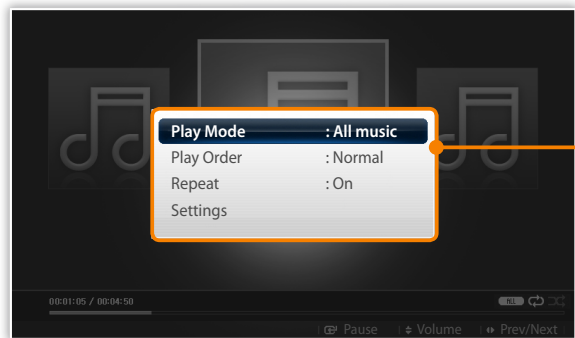 Play Mode : All music
Play Order : Normal
Repeat : On
Settings
00:01:05 / 00:04:50
ALL
Pause Volume Prev/Next